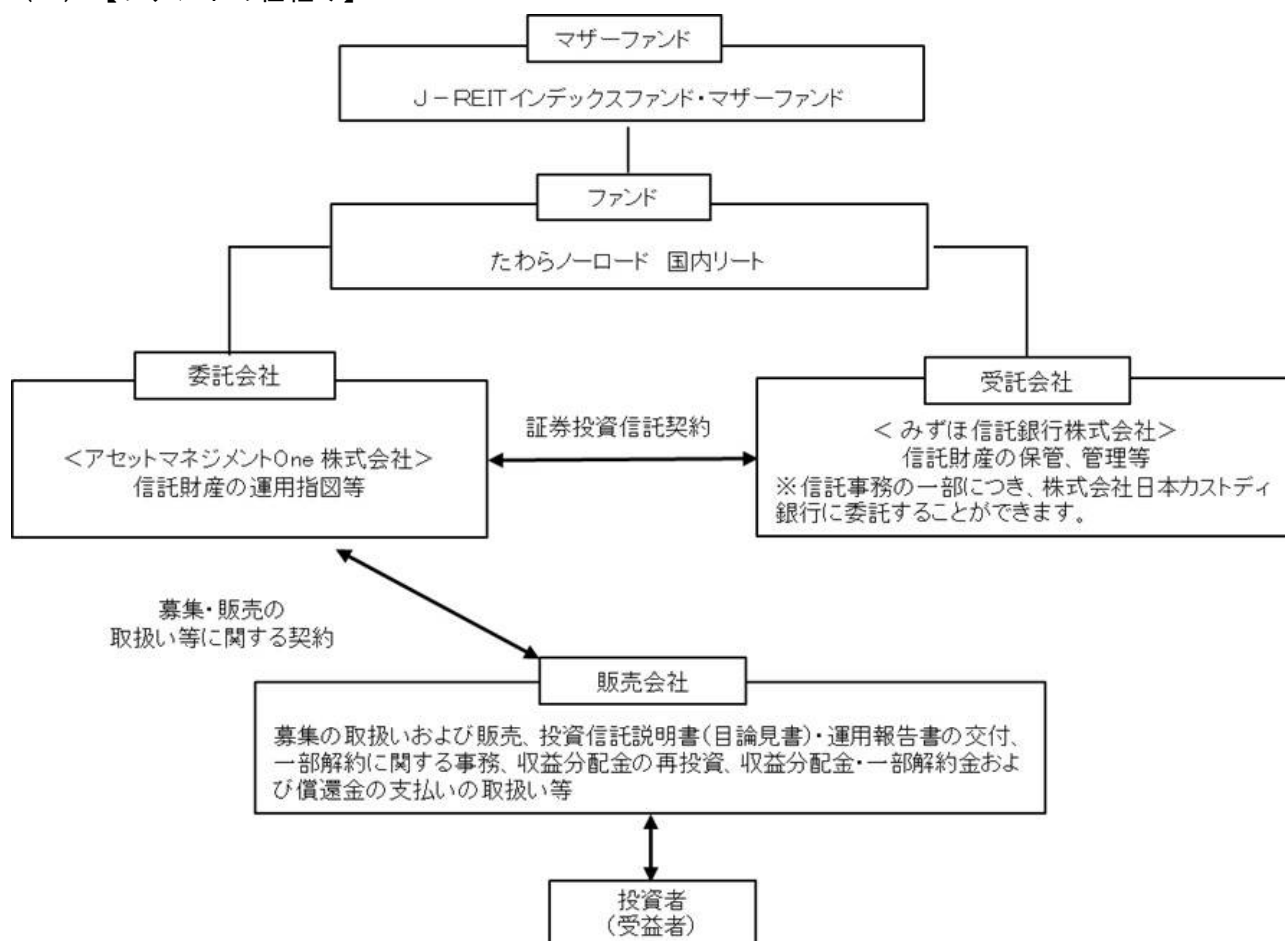 マザーファンド
J－REITインデックスファンド・マザーファンド
ファンド
たわらノーロード　国内リート
委託会社
＜アセットマネジメントOne 株式会社＞
信託財産の運用指図等
証券投資信託契約
受託会社
＜ みずほ信託銀行株式会社＞
信託財産の保管、管理等
※信託事務の一部につき、株式会社日本カストディ
銀行に委託することができます。
募集・販売の
取扱い等に関する契約
販売会社
募集の取扱いおよび販売、投資信託説明書（目論見書）・運用報告書の交付、
一部解約に関する事務、収益分配金の再投資、収益分配金・一部解約金およ
び償還金の支払いの取扱い等
投資者
（受益者）